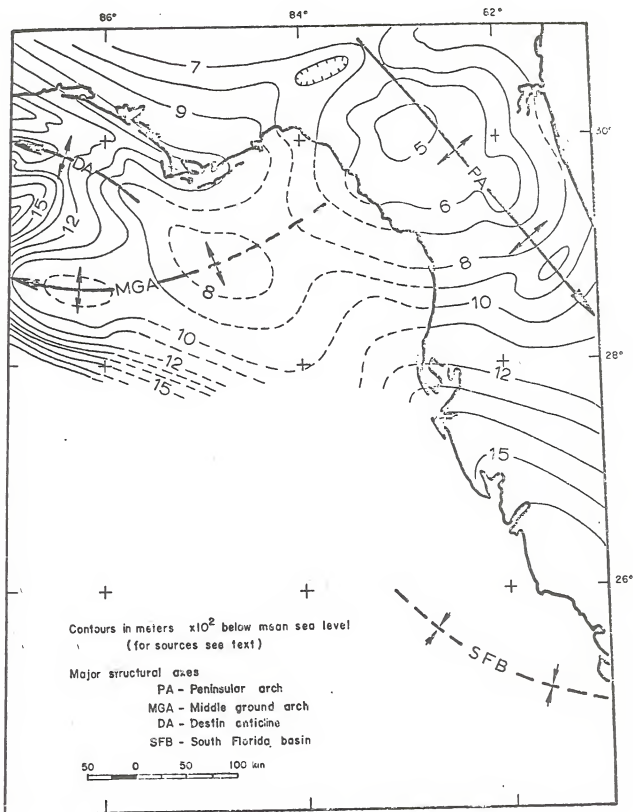 86° 84° 82°
7
9
30°
5
DA
PA
15
12
6
8
8
MGA
10
10
28°
12
12
15
15
26°
SFB
Contours in meters x10² below mean sea level
(for sources see text)
Major structural axes
PA - Peninsular arch
MGA - Middle ground arch
DA - Destin anticline
SFB - South Florida basin
50 0 50 100 km